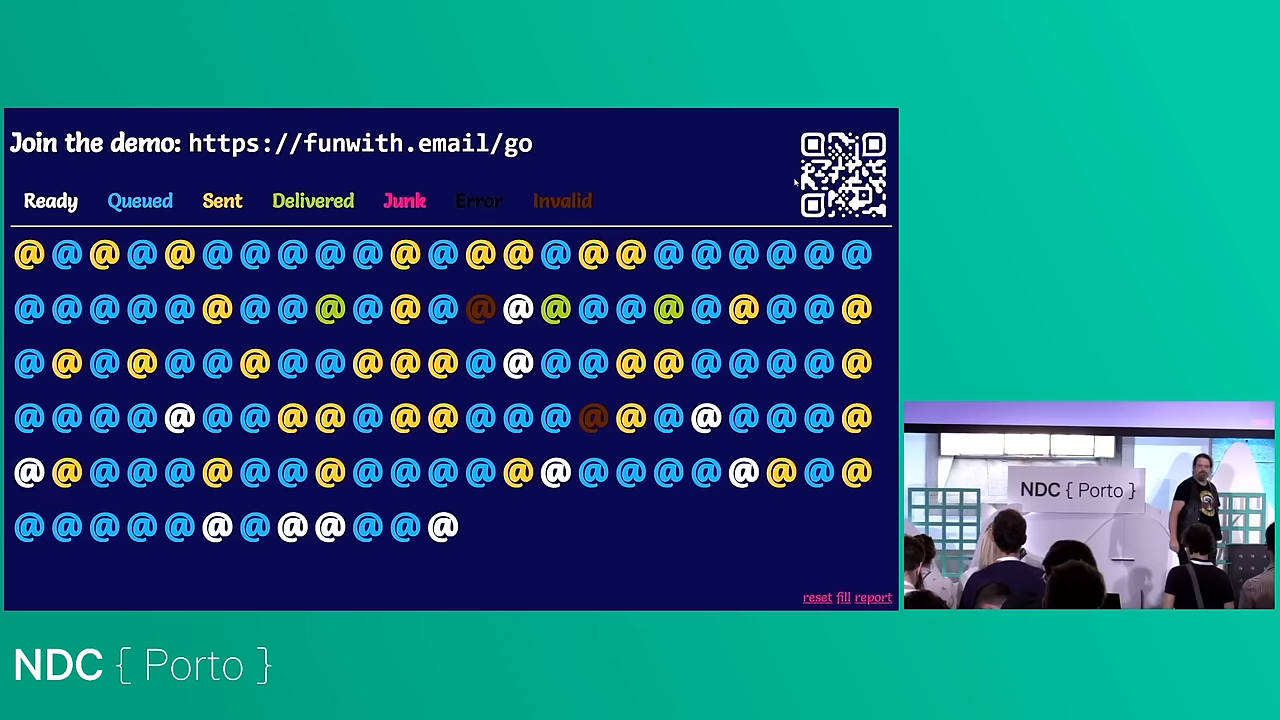 Join the demo: https://funwith.email/go
Ready Queued Sent Delivered Junk Error Invalid
@ @ @ @ @ @ @ @ @ @ @ @ @ @ @ @ @ @ @ @ @ @ @
@ @ @ @ @ @ @ @ @ @ @ @ @ @ @ @ @ @ @ @ @ @ @
@ @ @ @ @ @ @ @ @ @ @ @ @ @ @ @ @ @ @ @ @ @ @
@ @ @ @ @ @ @ @ @ @ @ @ @ @ @ @ @ @ @ @ @ @ @
@ @ @ @ @ @ @ @ @ @ @ @ @ @ @ @ @ @ @ @ @ @ @
@ @ @ @ @ @ @ @ @ @ @ @
reset fill report
NDC { Porto }
NDC { Porto }